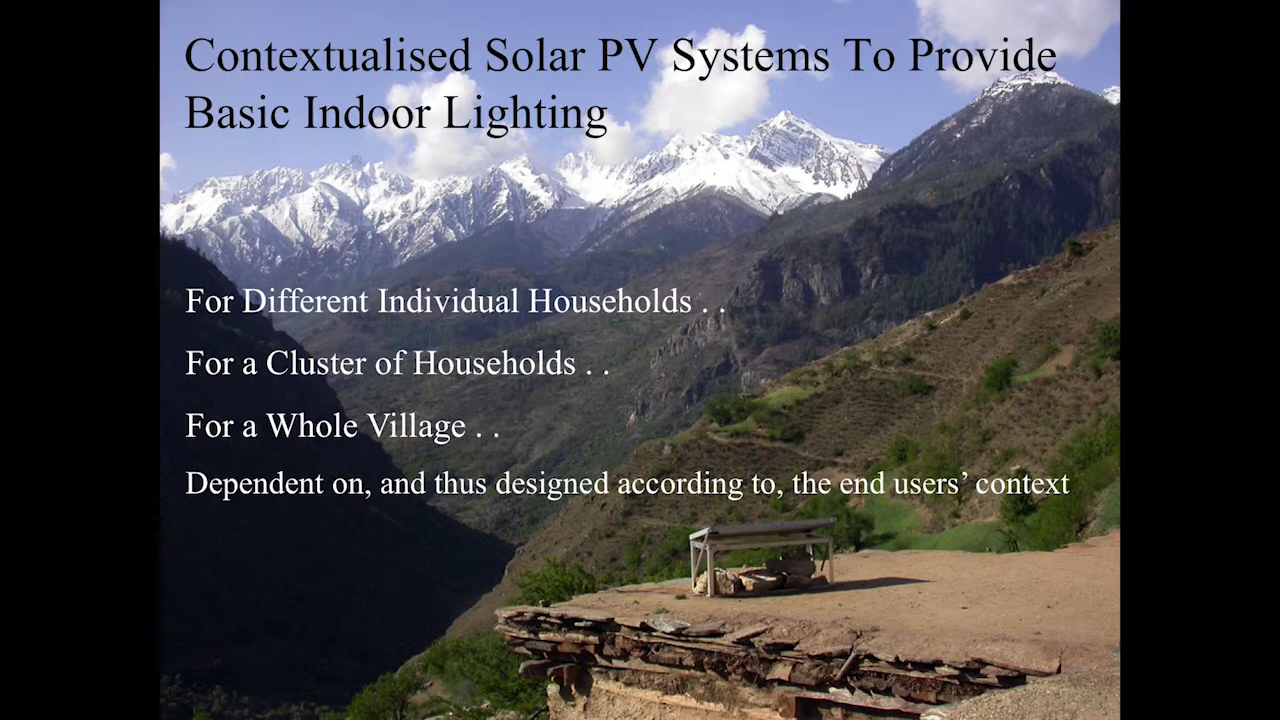 Contextualised Solar PV Systems To Provide
Basic Indoor Lighting
For Different Individual Households . .
For a Cluster of Households . .
For a Whole Village . .
Dependent on, and thus designed according to, the end users’ context